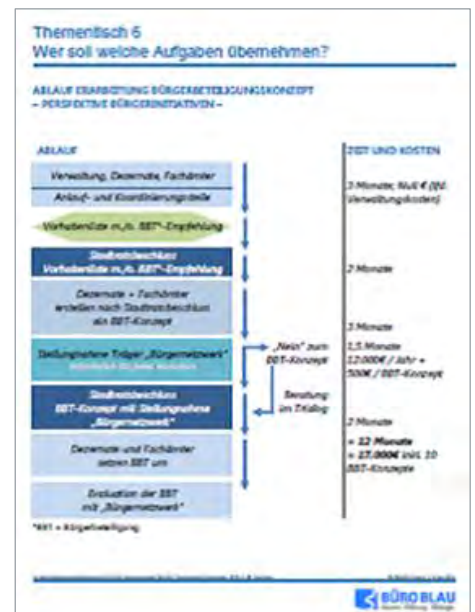 Thementisch 6
Wer soll welche Aufgaben übernehmen?
ABLAUF ERARBEITUNG BÜRGERBETEILIGUNGSKONZEPT
– PERSPEKTIVE BÜRGERINITIATIVEN –
ABLAUF
ZEIT UND KOSTEN
Verwaltung, Dezernate, Fachämter
Anlauf- und Koordinierungsstelle
3 Monate, Null € (lfd.
Verwaltungskosten)
Vorhabenliste m./o. BBT*-Empfehlung
Stadtratsbeschluss
Vorhabenliste m./o. BBT*-Empfehlung
2 Monate
Dezernate + Fachämter
erstellen nach Stadtratsbeschluss
ein BBT-Konzept
3 Monate
Stellungnahme Träger „Bürgernetzwerk"
„Nein" zum
BBT-Konzept
1,5 Monate
12.000€ / Jahr +
500€ / BBT-Konzept
Stadtratsbeschluss
BBT-Konzept mit Stellungnahme
„Bürgernetzwerk"
Beratung
im Trialog
2 Monate
= 12 Monate
= 17.000€ inkl. 10
BBT-Konzepte
Dezernate und Fachämter
setzen BBT um
Evaluation der BBT
mit „Bürgernetzwerk"
*BBT = Bürgerbeteiligung
BÜRO BLAU